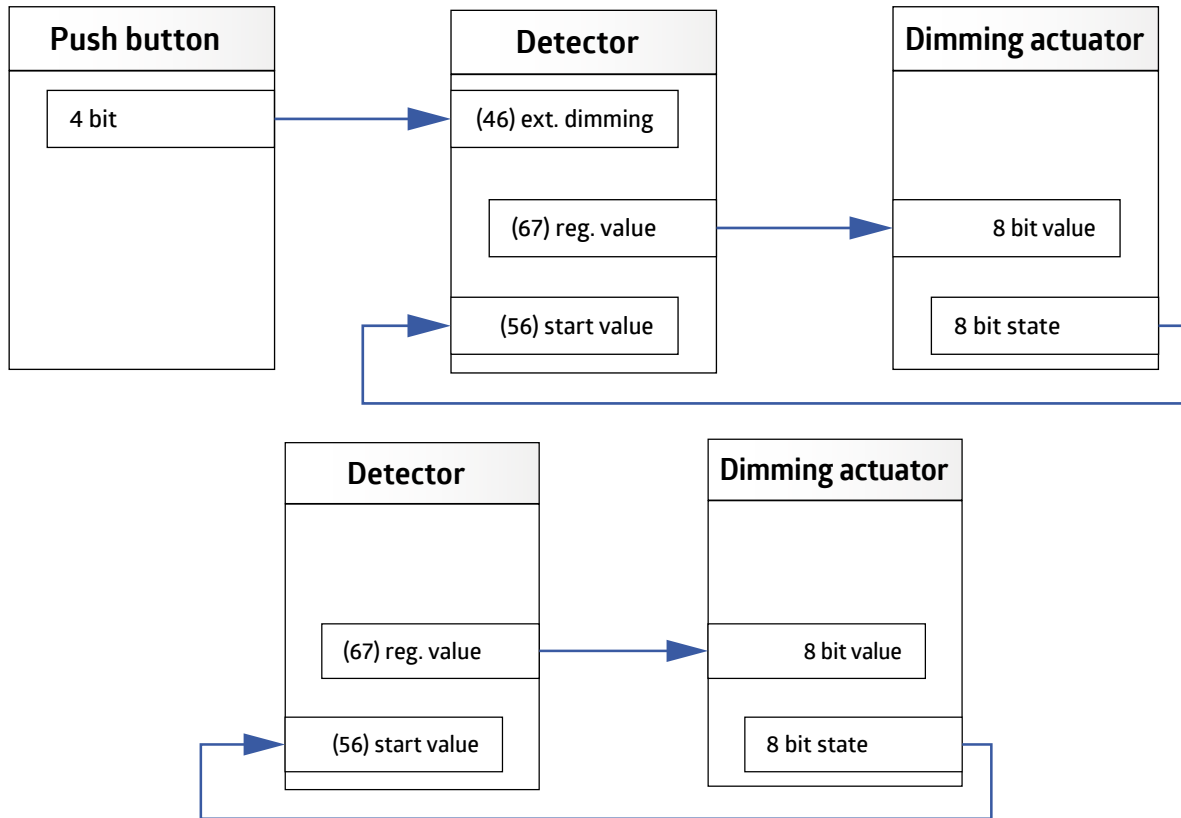 Push button
Detector
Dimming actuator
4 bit
(46) ext. dimming
(67) reg. value
8 bit value
(56) start value
8 bit state
Detector
Dimming actuator
(67) reg. value
8 bit value
(56) start value
8 bit state